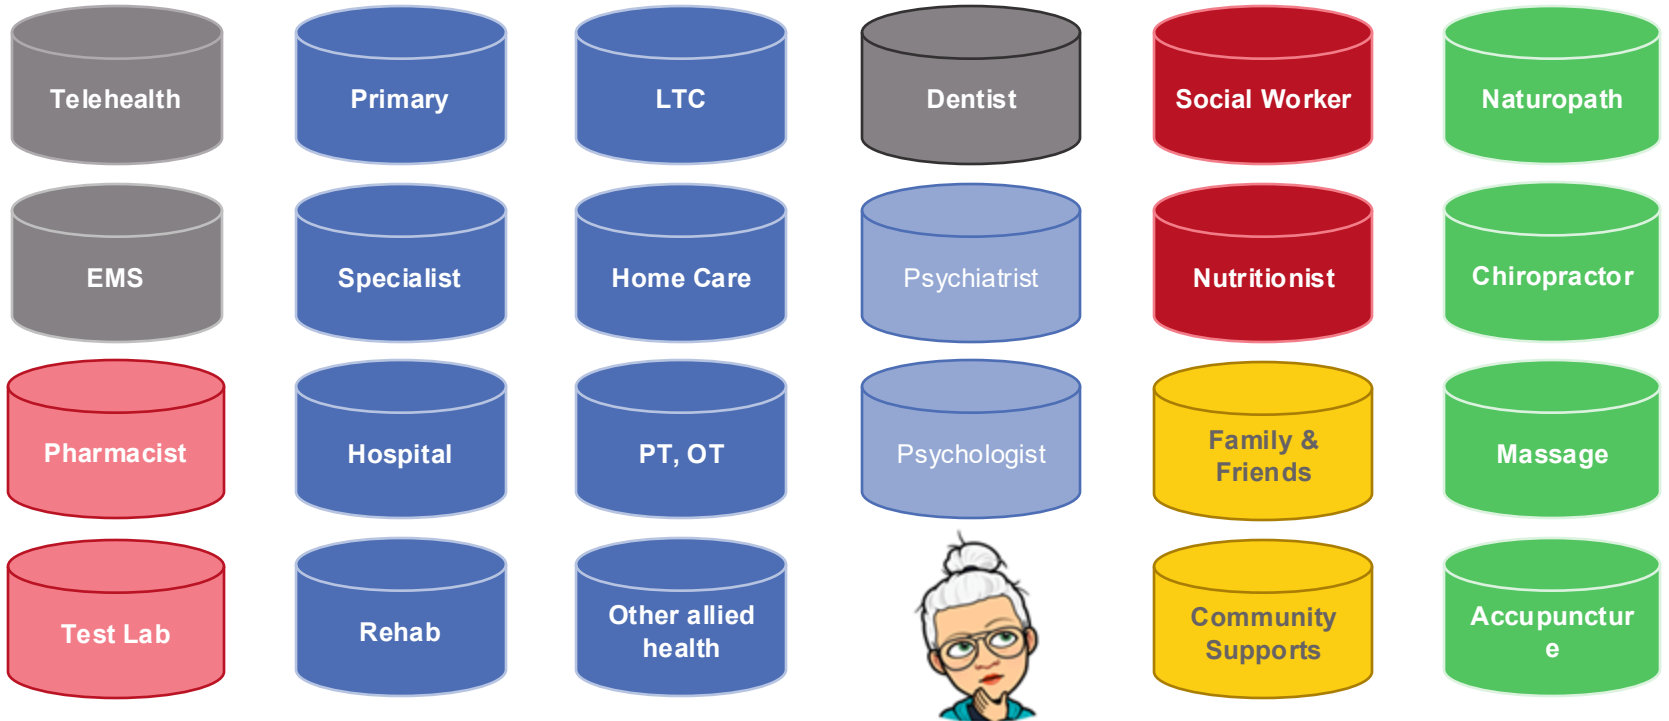 Telehealth
Primary
LTC
Dentist
Social Worker
Naturopath
EMS
Specialist
Home Care
Psychiatrist
Nutritionist
Chiropractor
Pharmacist
Hospital
PT, OT
Psychologist
Family &
Friends
Massage
Test Lab
Rehab
Other allied
health
Community
Supports
Accupunctur
e